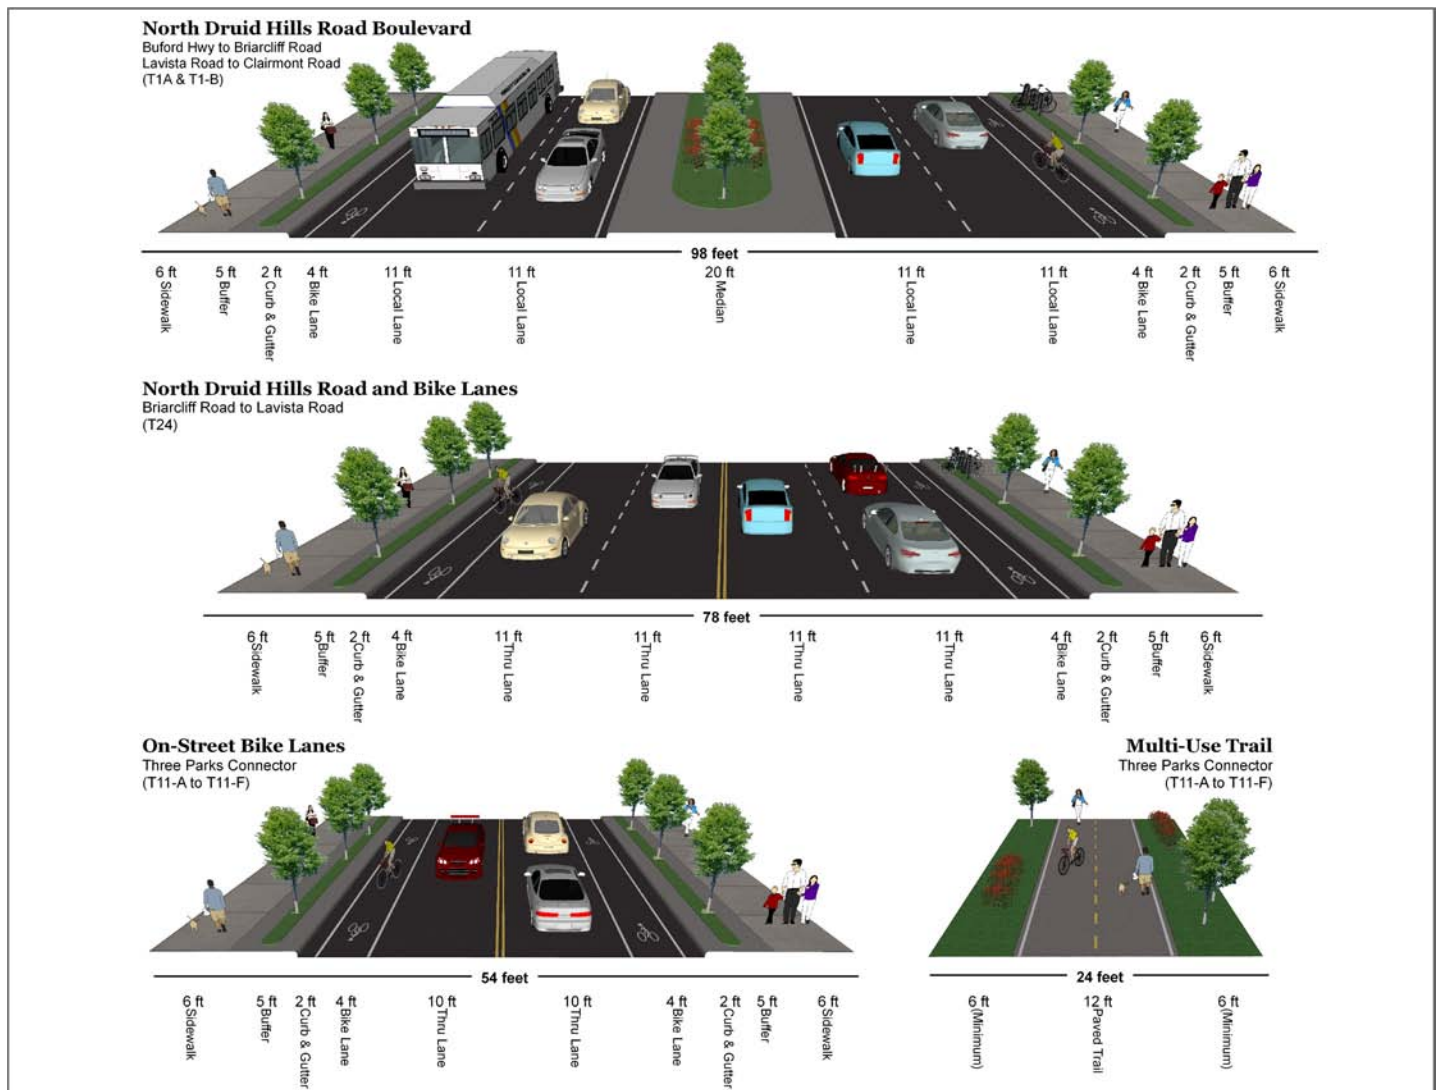 North Druid Hills Road Boulevard
Buford Hwy to Briarcliff Road
Lavista Road to Clairmont Road
(T1A & T1-B)
98 feet
6 ft Sidewalk
5 ft Buffer
2 ft Curb & Gutter
4 ft Bike Lane
11 ft Local Lane
11 ft Local Lane
20 ft Median
11 ft Local Lane
11 ft Local Lane
4 ft Bike Lane
2 ft Curb & Gutter
5 ft Buffer
6 ft Sidewalk
North Druid Hills Road and Bike Lanes
Briarcliff Road to Lavista Road
(T24)
78 feet
6 ft Sidewalk
5 ft Buffer
2 ft Curb & Gutter
4 ft Bike Lane
11 ft Thru Lane
11 ft Thru Lane
11 ft Thru Lane
11 ft Thru Lane
4 ft Bike Lane
2 ft Curb & Gutter
5 ft Buffer
6 ft Sidewalk
On-Street Bike Lanes
Three Parks Connector
(T11-A to T11-F)
54 feet
6 ft Sidewalk
5 ft Buffer
2 ft Curb & Gutter
4 ft Bike Lane
10 ft Thru Lane
10 ft Thru Lane
4 ft Bike Lane
2 ft Curb & Gutter
5 ft Buffer
6 ft Sidewalk
Multi-Use Trail
Three Parks Connector
(T11-A to T11-F)
24 feet
6 ft (Minimum)
12 ft Paved Trail
6 ft (Minimum)